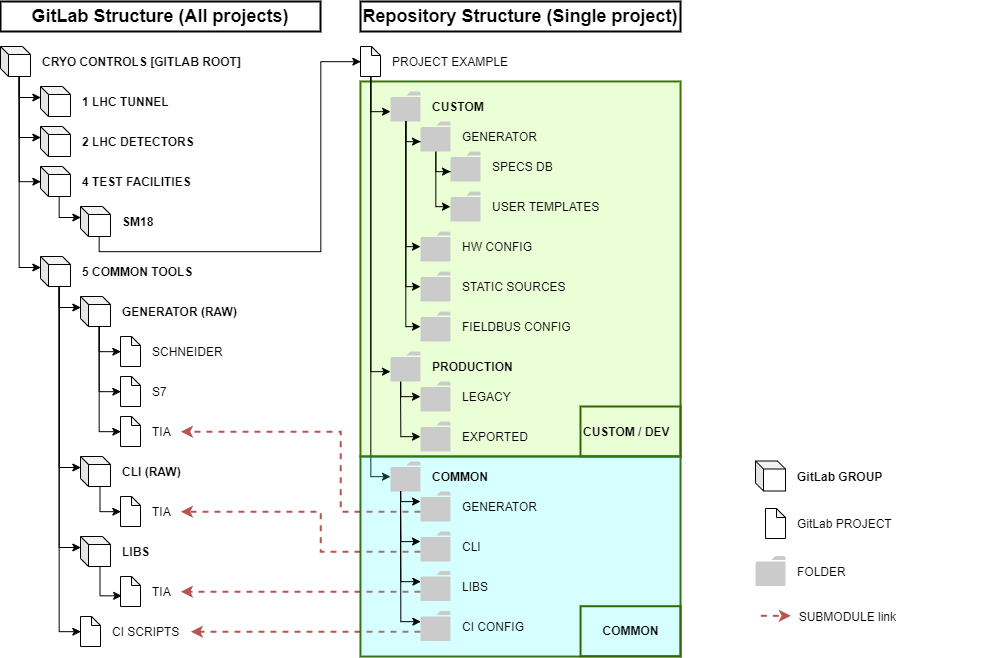 GitLab Structure (All projects)
CRYO CONTROLS [GITLAB ROOT]
1 LHC TUNNEL
2 LHC DETECTORS
4 TEST FACILITIES
SM18
5 COMMON TOOLS
GENERATOR (RAW)
SCHNEIDER
S7
TIA
CLI (RAW)
TIA
LIBS
TIA
CI SCRIPTS
Repository Structure (Single project)
PROJECT EXAMPLE
CUSTOM
GENERATOR
SPECS DB
USER TEMPLATES
HW CONFIG
STATIC SOURCES
FIELDBUS CONFIG
PRODUCTION
LEGACY
EXPORTED
CUSTOM / DEV
COMMON
GENERATOR
CLI
LIBS
CI CONFIG
COMMON
GitLab GROUP
GitLab PROJECT
FOLDER
SUBMODULE link